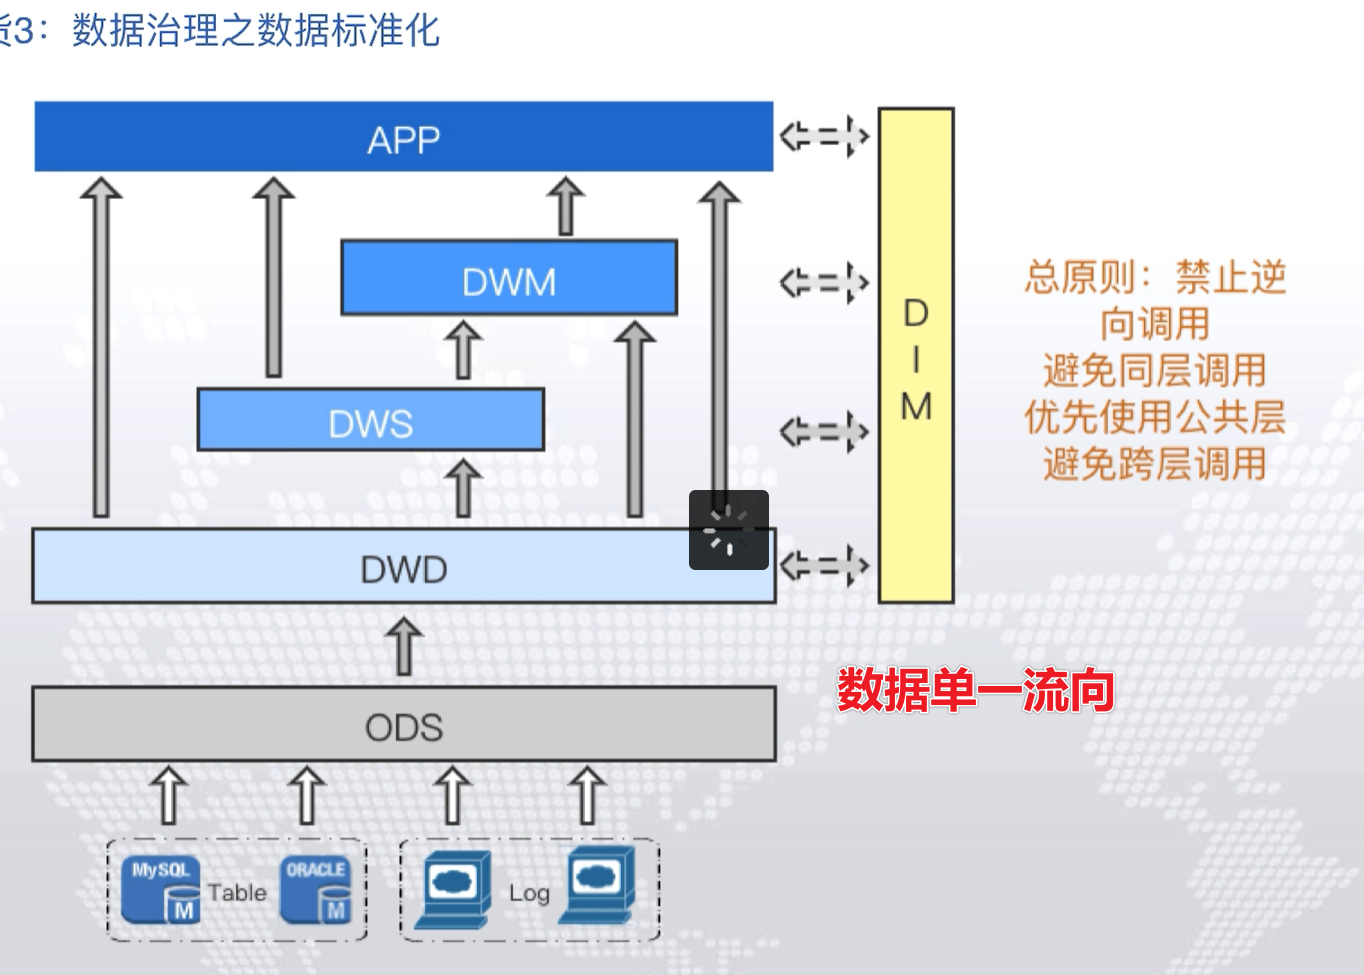 3：数据治理之数据标准化
APP
DWM
DWS
DWD
ODS
D
I
M
总原则：禁止逆
向调用
避免同层调用
优先使用公共层
避免跨层调用
数据单一流向
MySQL
M
Table
ORACLE
M
Log